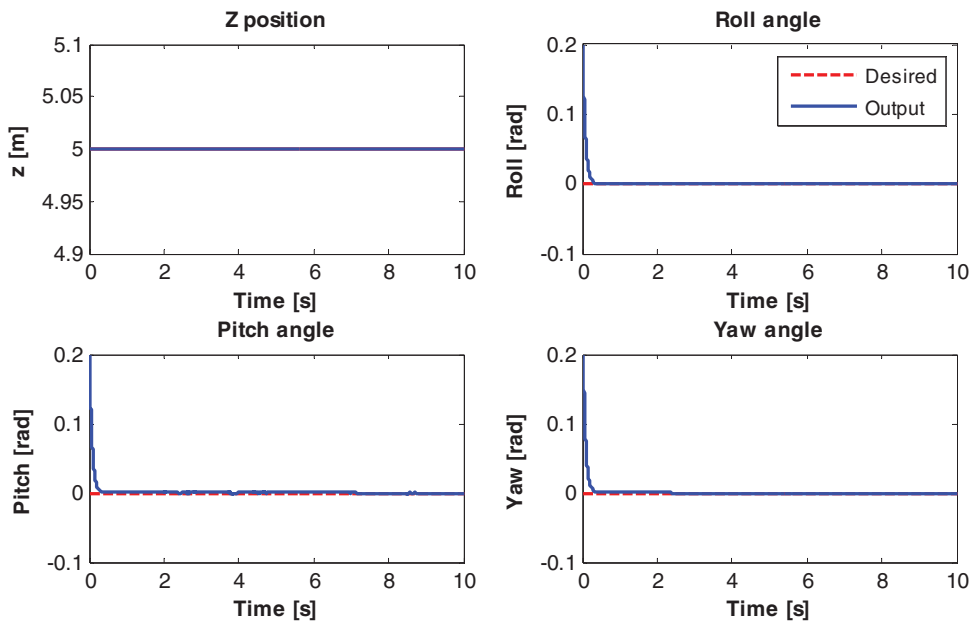 Z position
5.1
5.05
5
4.95
4.9
z [m]
0 2 4 6 8 10
Time [s]
Roll angle
0.2
0.1
0
-0.1
Roll [rad]
Desired
Output
0 2 4 6 8 10
Time [s]
Pitch angle
0.2
0.1
0
-0.1
Pitch [rad]
0 2 4 6 8 10
Time [s]
Yaw angle
0.2
0.1
0
-0.1
Yaw [rad]
0 2 4 6 8 10
Time [s]